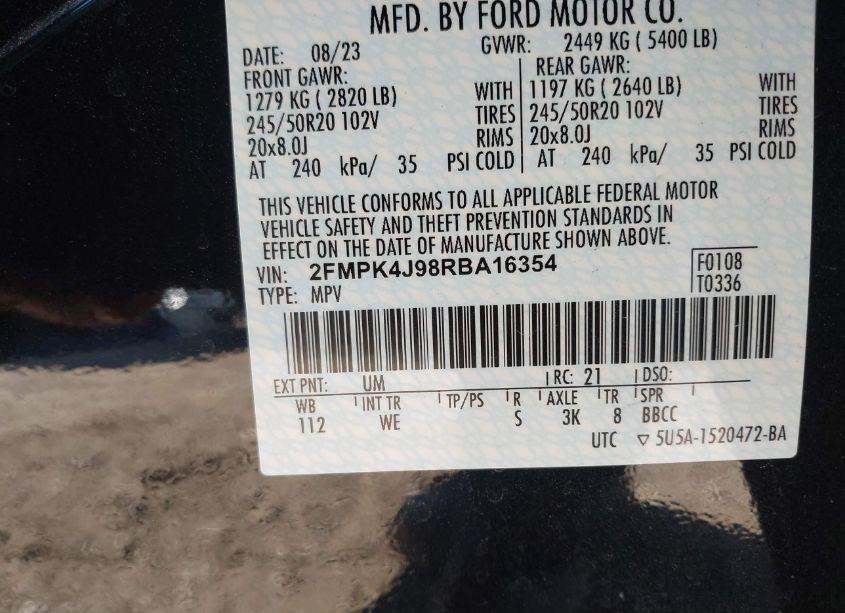 MFD. BY FORD MOTOR CO.
DATE: 08/23 GVWR: 2449 KG ( 5400 LB)
FRONT GAWR: REAR GAWR:
1279 KG ( 2820 LB) WITH 1197 KG ( 2640 LB) WITH
245/50R20 102V TIRES 245/50R20 102V TIRES
20x8.0J RIMS 20x8.0J RIMS
AT 240 kPa/ 35 PSI COLD AT 240 kPa/ 35 PSI COLD
THIS VEHICLE CONFORMS TO ALL APPLICABLE FEDERAL MOTOR
VEHICLE SAFETY AND THEFT PREVENTION STANDARDS IN
EFFECT ON THE DATE OF MANUFACTURE SHOWN ABOVE.
VIN: 2FMPK4J98RBA16354 F0108
TYPE: MPV T0336
EXT PNT: UM RC: 21 DSO:
WB INT TR TP/PS R AXLE TR SPR
112 WE S 3K 8 BBCC
UTC ▽ 5U5A-1520472-BA